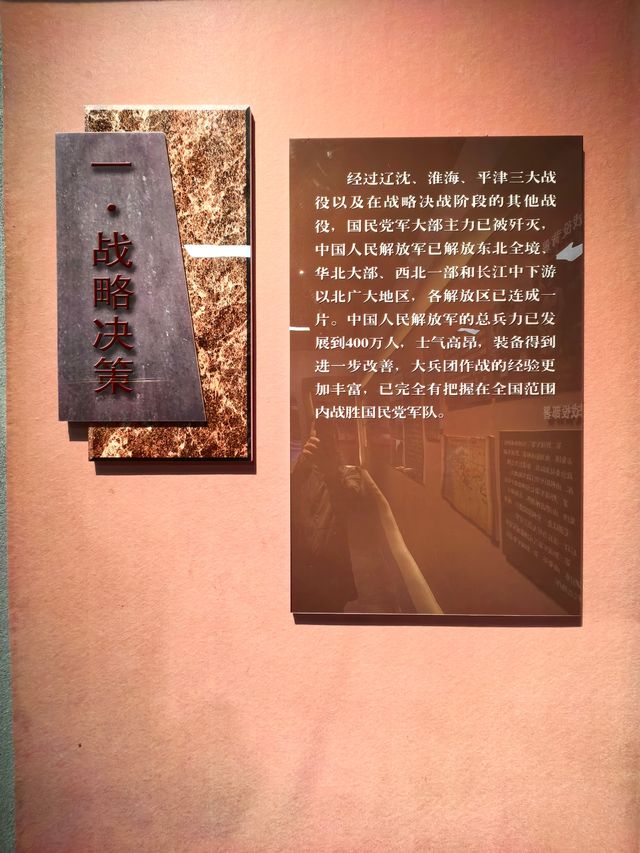 一·战略决策
经过辽沈、淮海、平津三大战
役以及在战略决战阶段的其他战
役，国民党军大部主力已被歼灭，
中国人民解放军已解放东北全境、
华北大部、西北一部和长江中下游
以北广大地区，各解放区已连成一
片。中国人民解放军的总兵力已发
展到400万人，士气高昂，装备得到
进一步改善，大兵团作战的经验更
加丰富，已完全有把握在全国范围
内战胜国民党军队。